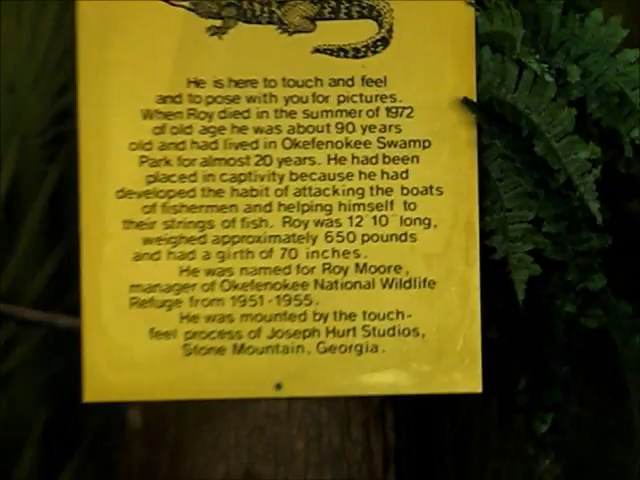 He is here to touch and feel
and to pose with you for pictures.
When Roy died in the summer of 1972
of old age he was about 90 years
old and had lived in Okefenokee Swamp
Park for almost 20 years. He had been
placed in captivity because he had
developed the habit of attacking the boats
of fishermen and helping himself to
their strings of fish. Roy was 12' 10" long,
weighed approximately 650 pounds
and had a girth of 70 inches.
He was named for Roy Moore,
manager of Okefenokee National Wildlife
Refuge from 1951-1955.
He was mounted by the touch-
feel process of Joseph Hurt Studios,
Stone Mountain, Georgia.